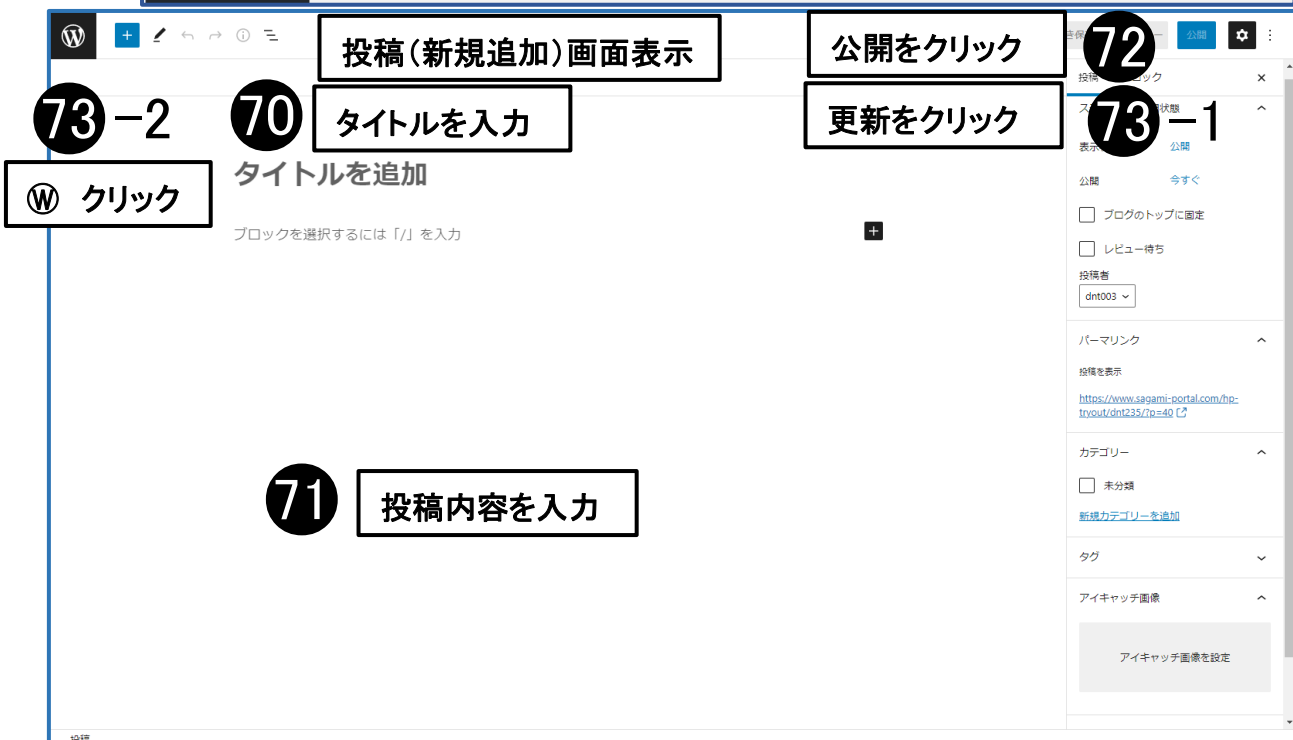 投稿(新規追加)画面表示
公開をクリック
72
公開
投稿
ック
73-2
70
タイトルを入力
更新をクリック
73-1
状態
公開
タイトルを追加
Ⓦ クリック
公開
今すぐ
ブログのトップに固定
ブロックを選択するには「/」を入力
レビュー待ち
投稿者
dnt003
パーマリンク
投稿を表示
https://www.sagami-portal.com/hp-
tryout/dnt235/?p=40
カテゴリー
未分類
71
投稿内容を入力
新規カテゴリーを追加
タグ
アイキャッチ画像
アイキャッチ画像を設定
投稿